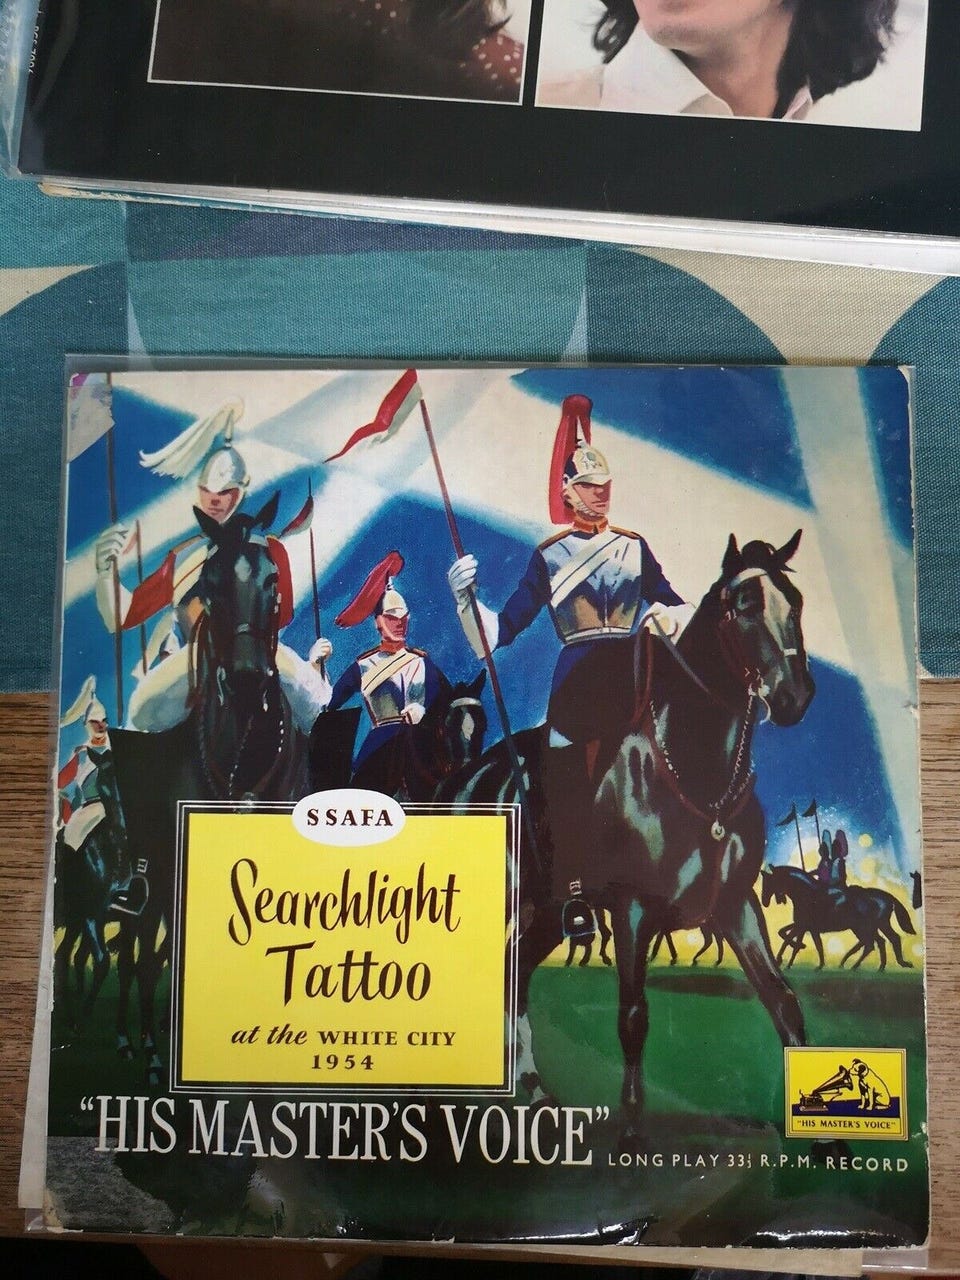 SSAFA
Searchlight
Tattoo
at the WHITE CITY
1954
"HIS MASTER'S VOICE"
LONG PLAY 33⅓ R.P.M. RECORD
"HIS MASTER'S VOICE"